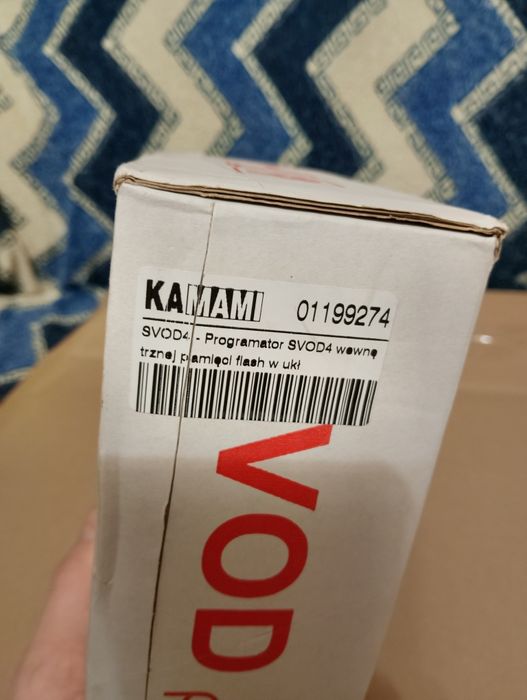 KAMAMI 01199274
SVOD4 - Programator SVOD4 wewnę
trznej pamięci flash w ukł
VOD